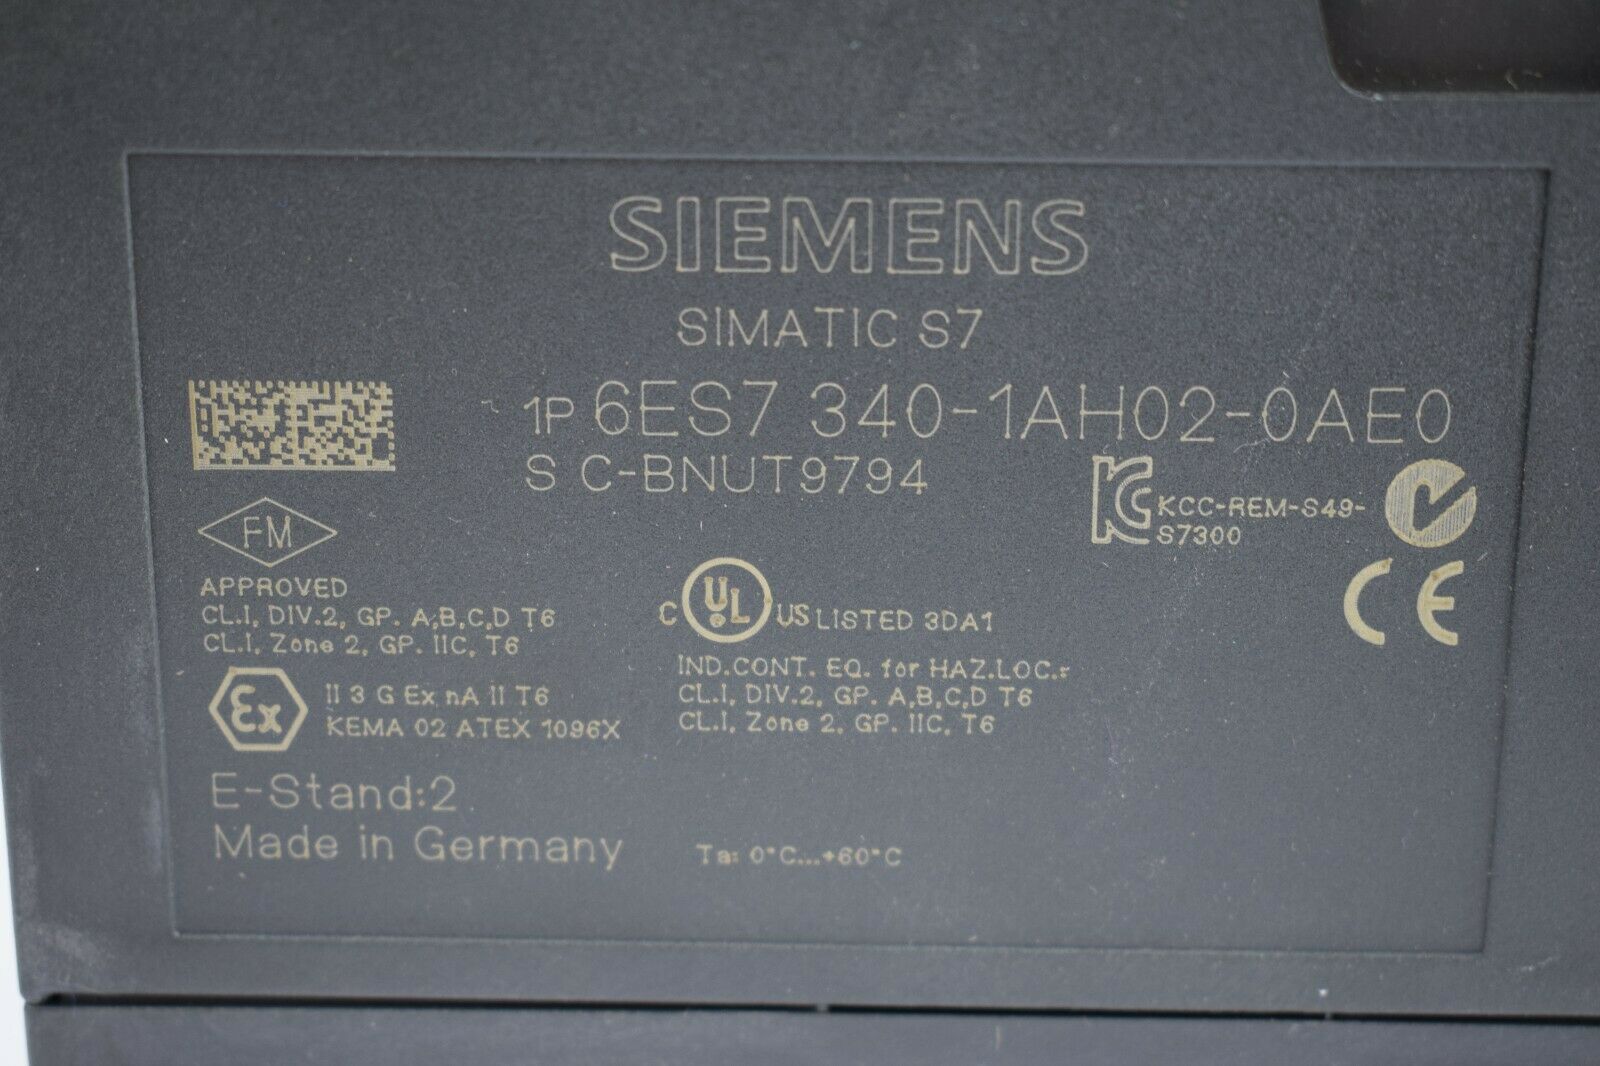 SIEMENS
SIMATIC S7
1P 6ES7 340-1AH02-0AE0
S C-BNUT9794
KCC-REM-S49-
S7300
FM
APPROVED
CL.I, DIV.2, GP. A,B,C,D T6
CL.I, Zone 2, GP. IIC, T6
C UL US LISTED 3DA1
IND.CONT. EQ. for HAZ.LOC.:
CL.I, DIV.2, GP. A,B,C,D T6
CL.I, Zone 2, GP. IIC, T6
CE
Ex II 3 G Ex nA II T6
KEMA 02 ATEX 1096X
E-Stand:2
Made in Germany
Ta: 0°C...+60°C